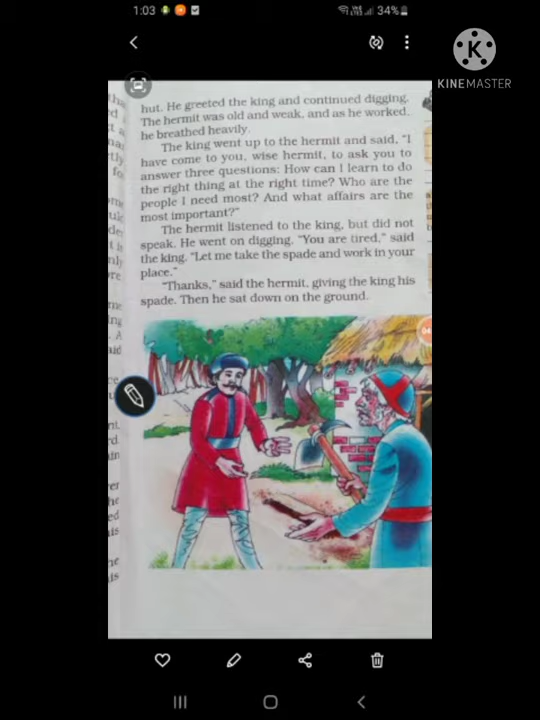 1:03
34%
KINEMASTER
hut. He greeted the king and continued digging.
The hermit was old and weak, and as he worked,
he breathed heavily.
The king went up to the hermit and said, "I
have come to you, wise hermit, to ask you to
answer three questions: How can I learn to do
the right thing at the right time? Who are the
people I need most? And what affairs are the
most important?"
The hermit listened to the king, but did not
speak. He went on digging. "You are tired," said
the king. "Let me take the spade and work in your
place."
"Thanks," said the hermit, giving the king his
spade. Then he sat down on the ground.